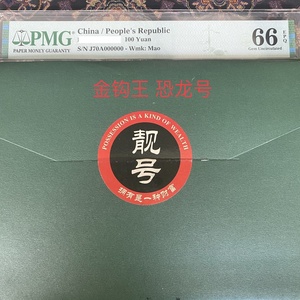 PMG
PAPER MONEY GUARANTY
China / People's Republic
100 Yuan
S/N J70A000000 - Wmk: Mao
66 EPQ
Gem Uncirculated
金钩王 恐龙号
POSSESSION IS A KIND OF WEALTH
靓号
拥有是一种财富